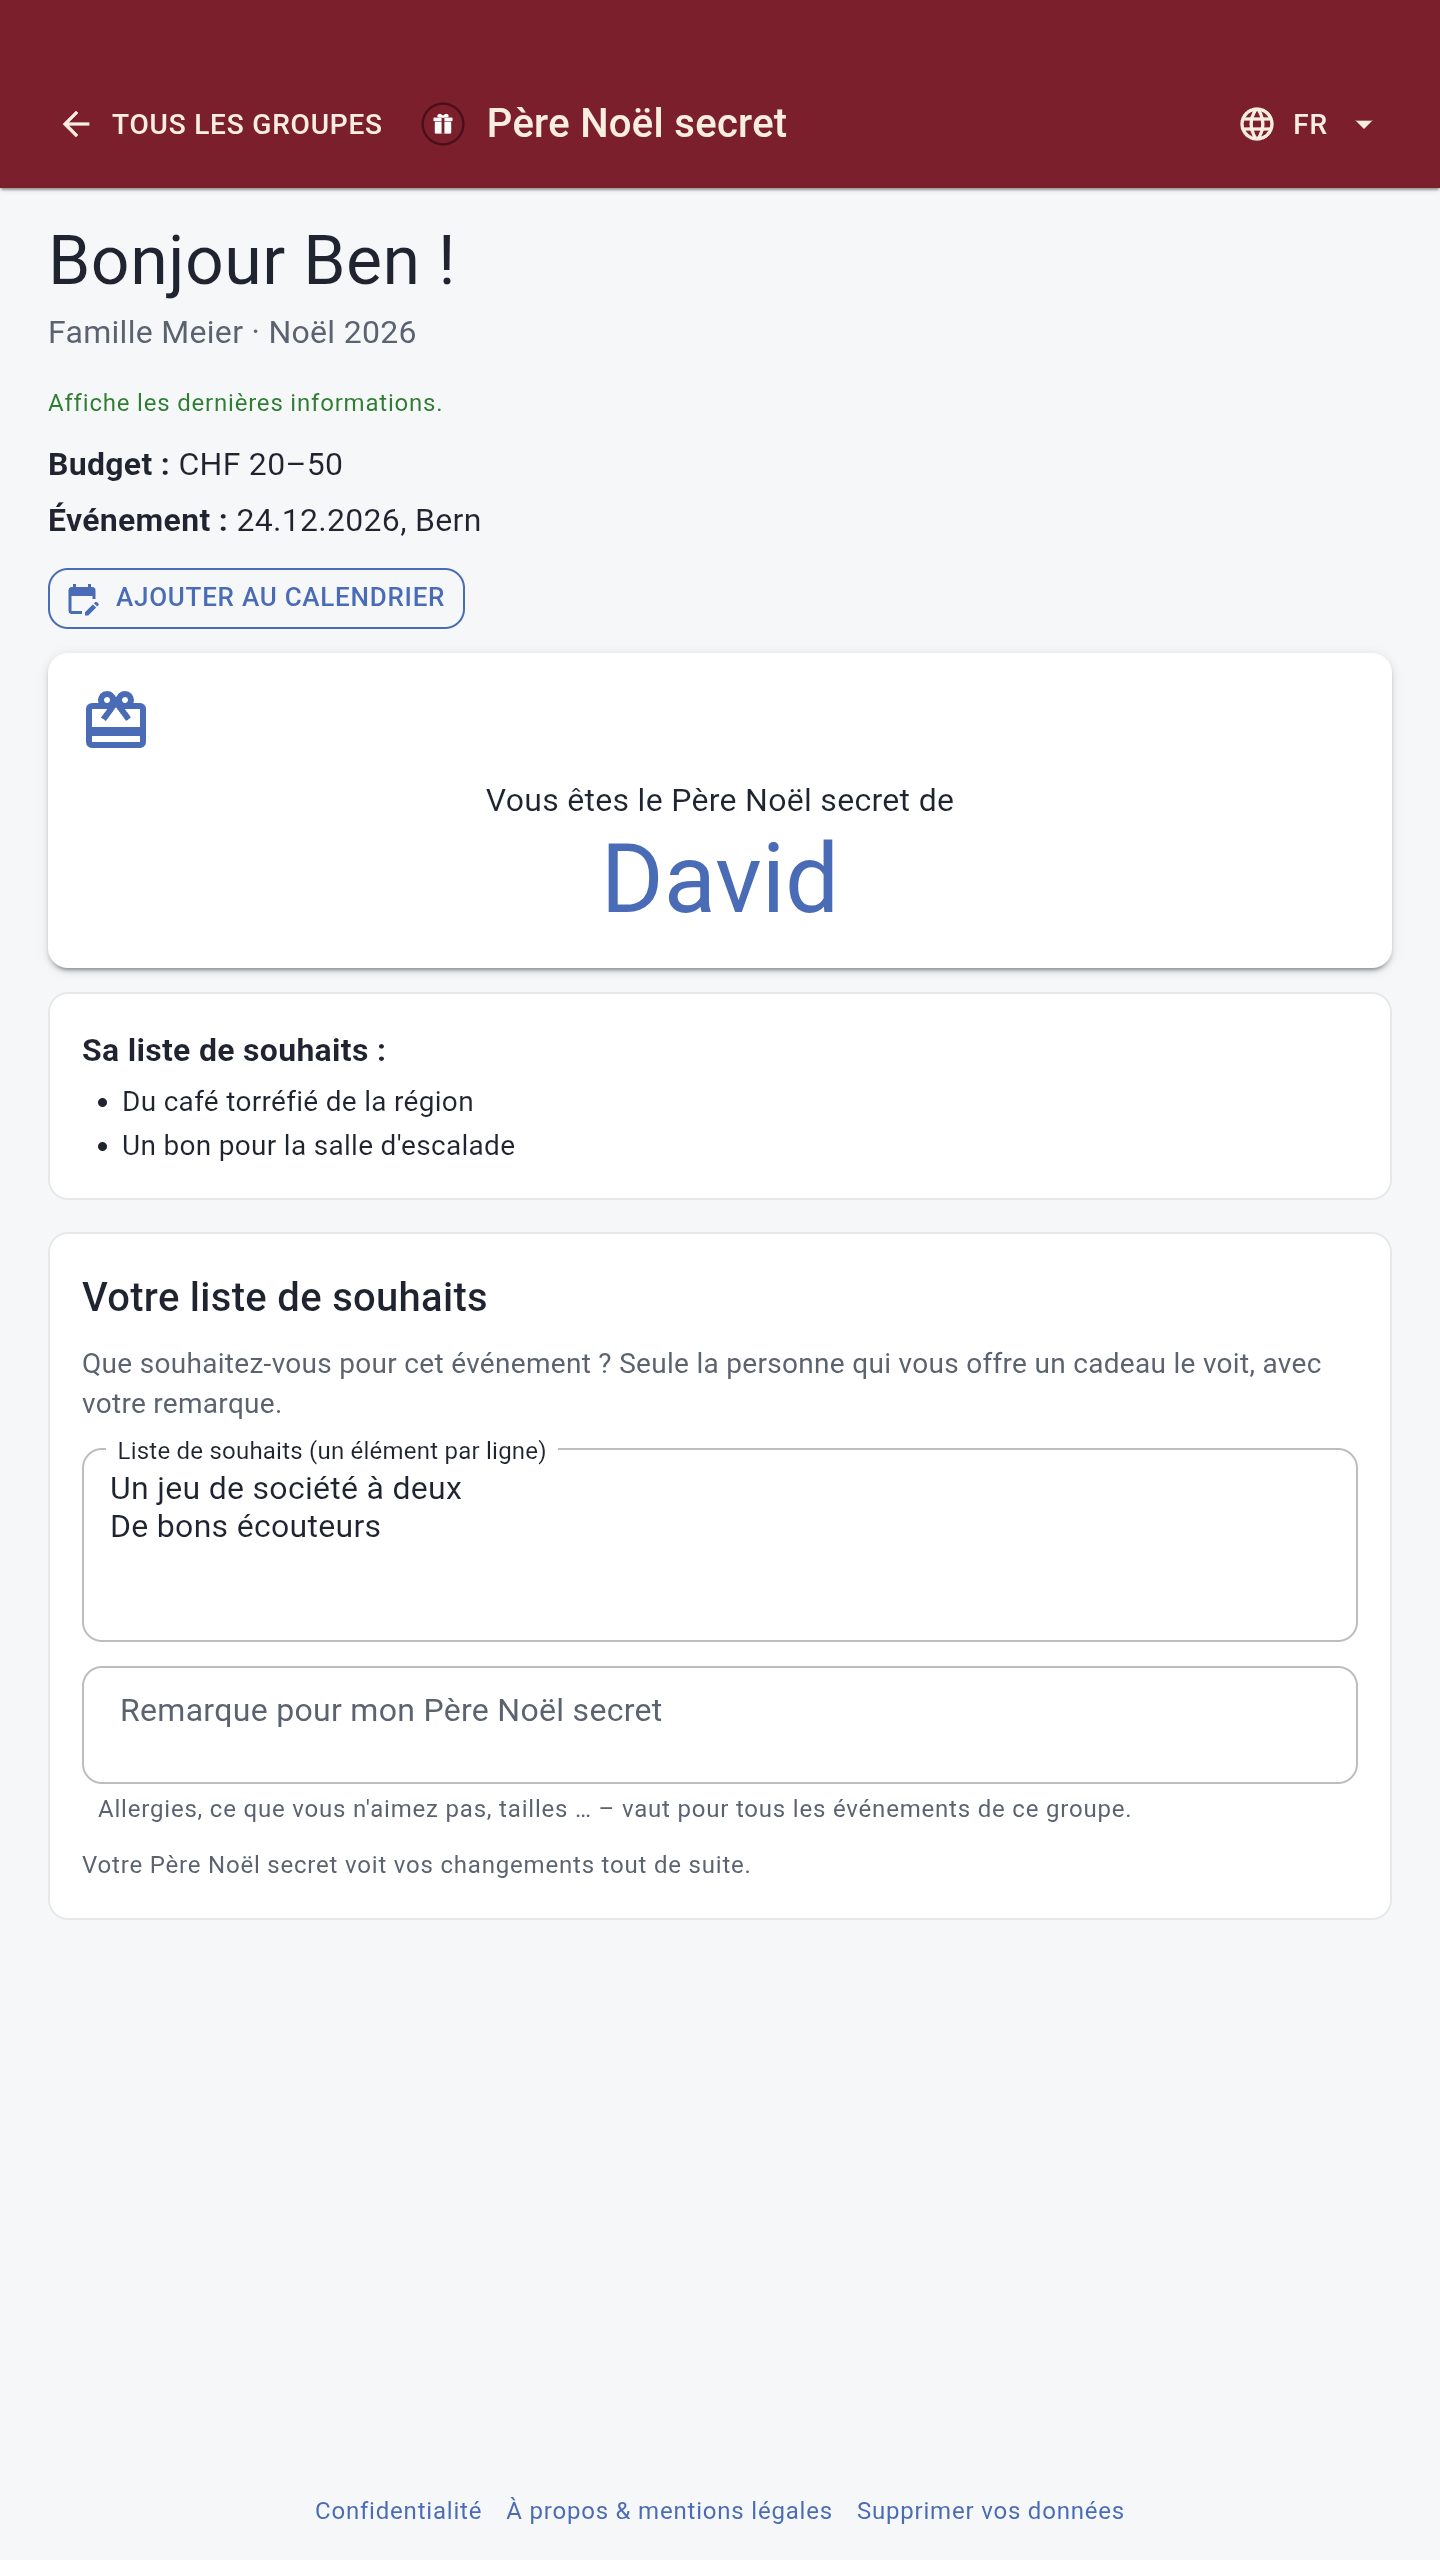 TOUS LES GROUPES
Père Noël secret
FR
Bonjour Ben !
Famille Meier · Noël 2026
Affiche les dernières informations.
Budget : CHF 20–50
Événement : 24.12.2026, Bern
AJOUTER AU CALENDRIER
Vous êtes le Père Noël secret de
David
Sa liste de souhaits :
• Du café torréfié de la région
• Un bon pour la salle d'escalade
Votre liste de souhaits
Que souhaitez-vous pour cet événement ? Seule la personne qui vous offre un cadeau le voit, avec
votre remarque.
Liste de souhaits (un élément par ligne)
Un jeu de société à deux
De bons écouteurs
Remarque pour mon Père Noël secret
Allergies, ce que vous n'aimez pas, tailles … – vaut pour tous les événements de ce groupe.
Votre Père Noël secret voit vos changements tout de suite.
Confidentialité À propos & mentions légales Supprimer vos données